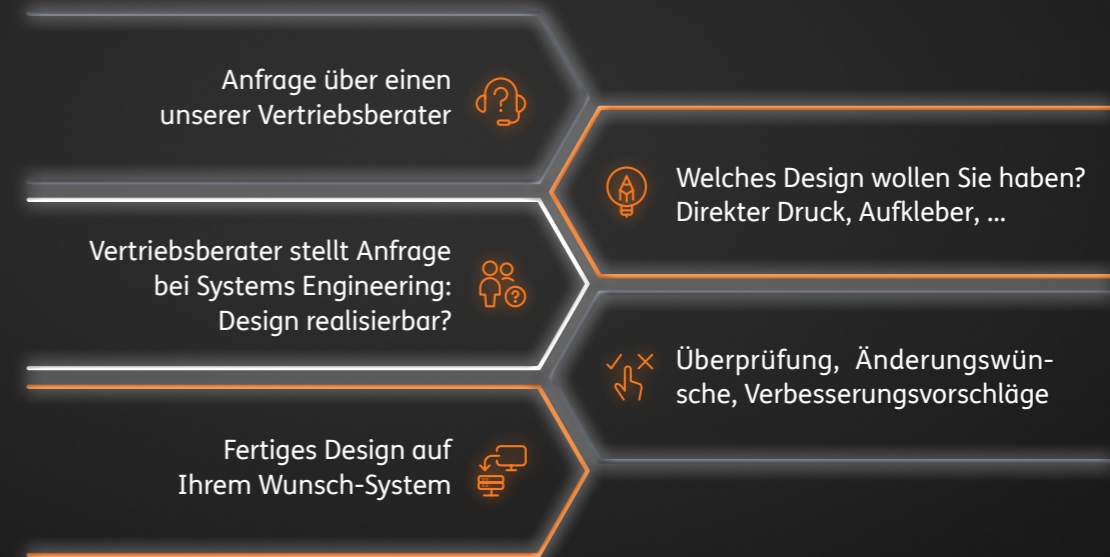 Anfrage über einen
unserer Vertriebsberater
Welches Design wollen Sie haben?
Direkter Druck, Aufkleber, ...
Vertriebsberater stellt Anfrage
bei Systems Engineering:
Design realisierbar?
Überprüfung, Änderungswün-
sche, Verbesserungsvorschläge
Fertiges Design auf
Ihrem Wunsch-System